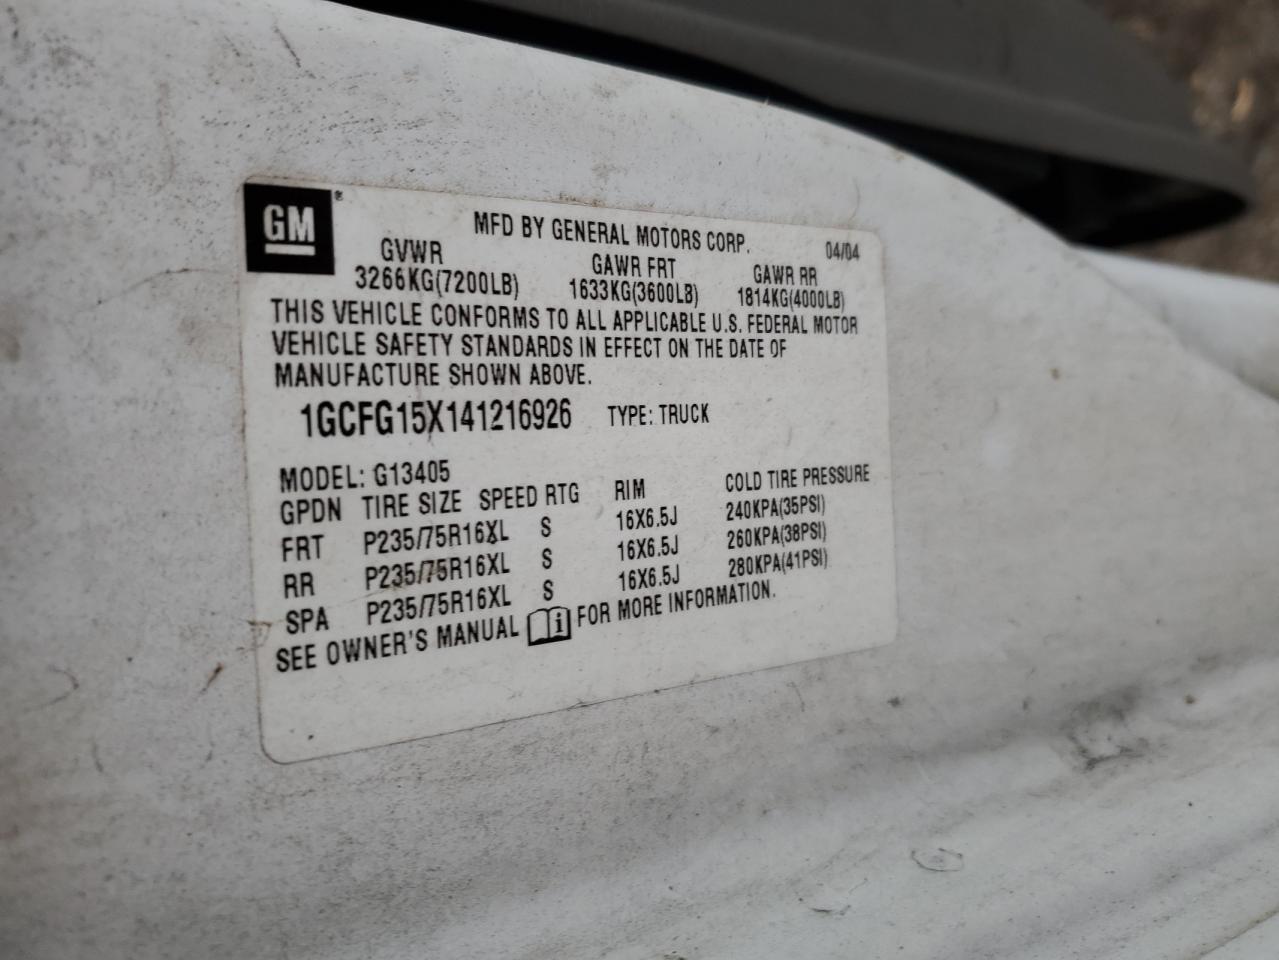 GM®
MFD BY GENERAL MOTORS CORP. 04/04
GVWR GAWR FRT GAWR RR
3266KG(7200LB) 1633KG(3600LB) 1814KG(4000LB)
THIS VEHICLE CONFORMS TO ALL APPLICABLE U.S. FEDERAL MOTOR
VEHICLE SAFETY STANDARDS IN EFFECT ON THE DATE OF
MANUFACTURE SHOWN ABOVE.
1GCFG15X141216926 TYPE: TRUCK
MODEL: G13405
GPDN TIRE SIZE SPEED RTG RIM COLD TIRE PRESSURE
FRT P235/75R16XL S 16X6.5J 240KPA(35PSI)
RR P235/75R16XL S 16X6.5J 260KPA(38PSI)
SPA P235/75R16XL S 16X6.5J 280KPA(41PSI)
SEE OWNER'S MANUAL i FOR MORE INFORMATION.